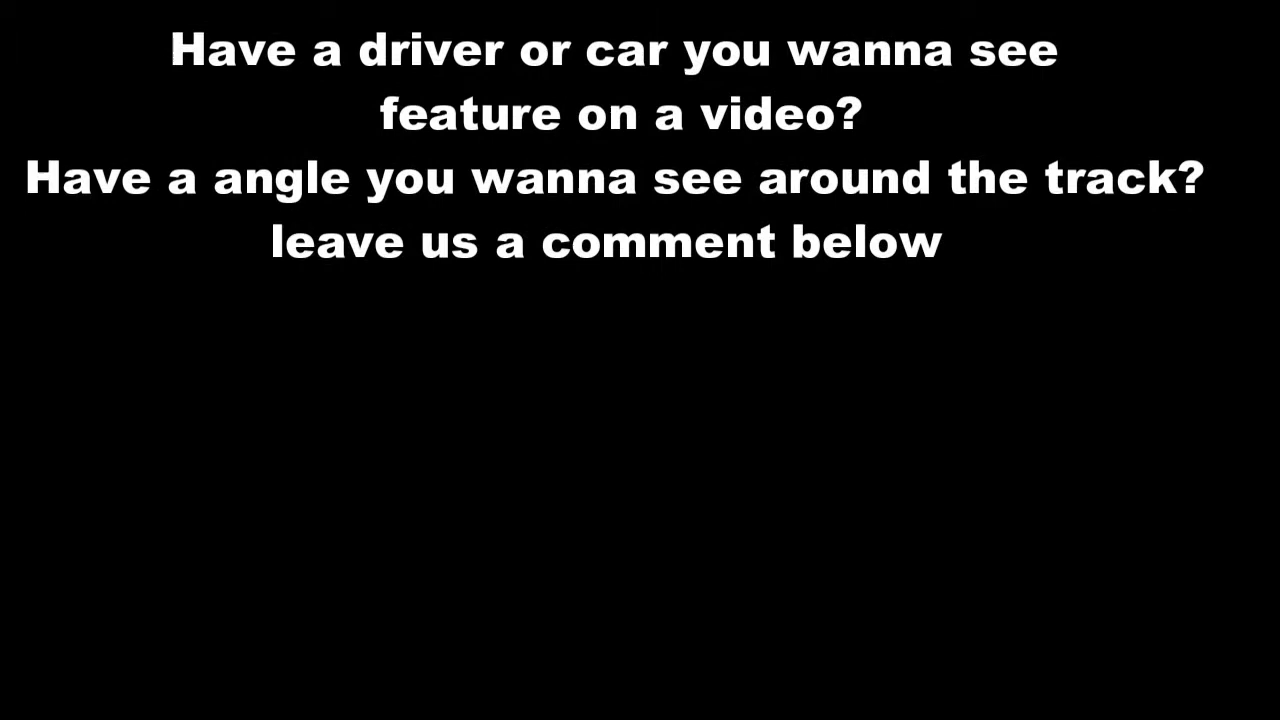 Have a driver or car you wanna see
feature on a video?
Have a angle you wanna see around the track?
leave us a comment below